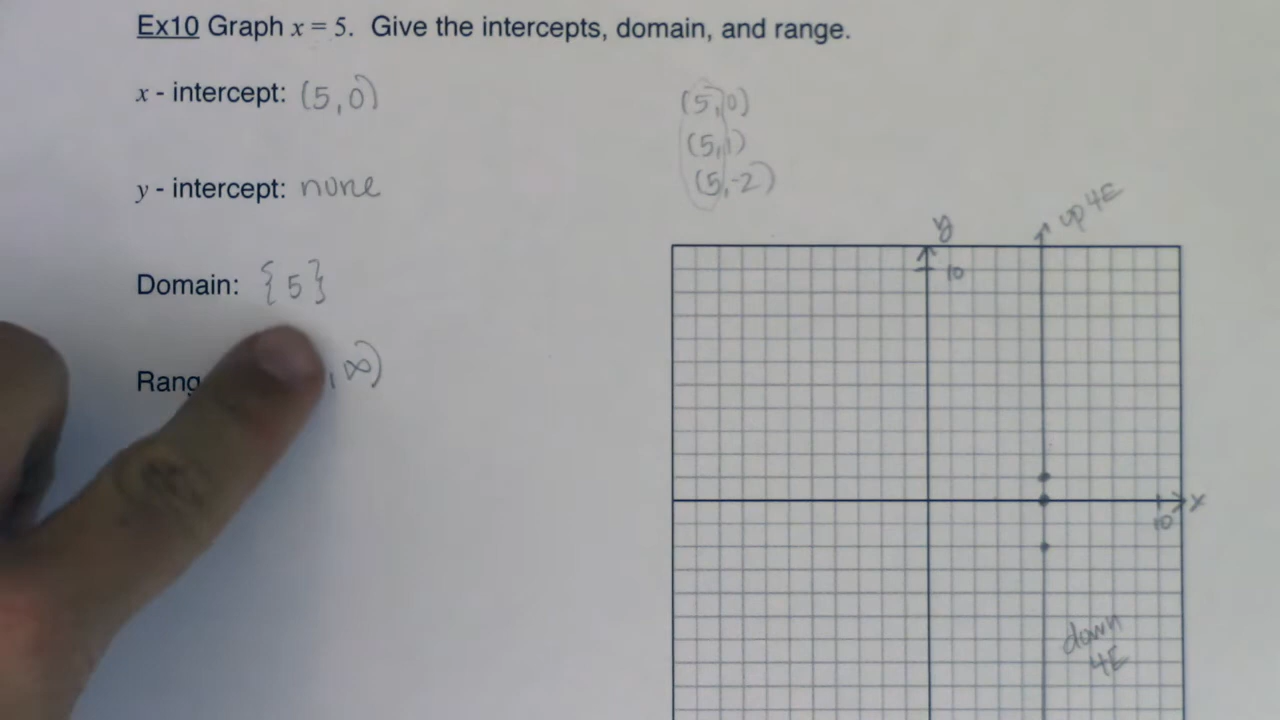 Ex10 Graph x = 5. Give the intercepts, domain, and range.
x - intercept: (5,0)
(5,0)
(5,1)
(5,-2)
y - intercept: none
Domain: {5}
Rang ,∞)
up 4E
y
10
x
10
down
4E